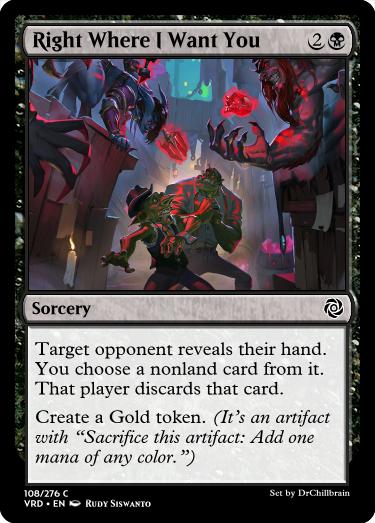 Right Where I Want You 2
Sorcery
Target opponent reveals their hand.
You choose a nonland card from it.
That player discards that card.
Create a Gold token. (It's an artifact
with “Sacrifice this artifact: Add one
mana of any color.”)
108/276 C
VRD • EN Rudy Siswanto
Set by DrChillbrain